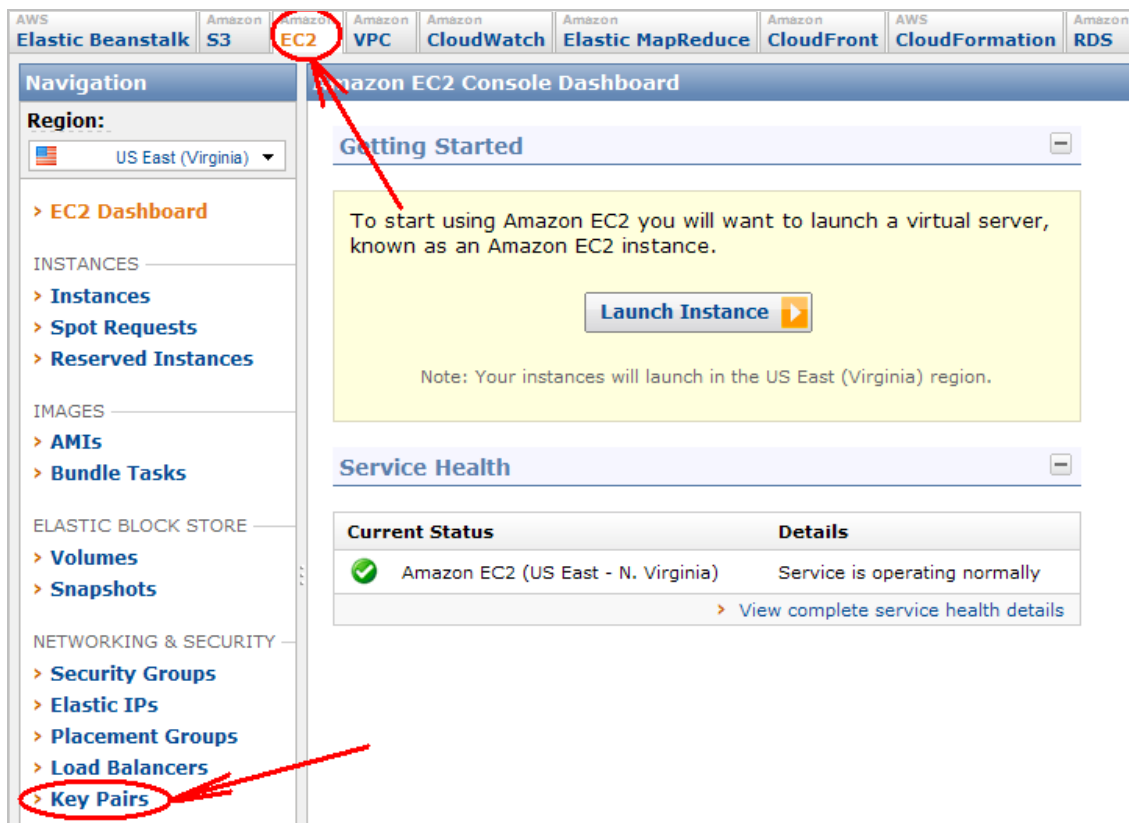 AWS Amazon Amazon Amazon Amazon Amazon Amazon AWS Amazon
Elastic Beanstalk S3 EC2 VPC CloudWatch Elastic MapReduce CloudFront CloudFormation RDS
Navigation
Region:
US East (Virginia)
> EC2 Dashboard
INSTANCES
> Instances
> Spot Requests
> Reserved Instances
IMAGES
> AMIs
> Bundle Tasks
ELASTIC BLOCK STORE
> Volumes
> Snapshots
NETWORKING & SECURITY
> Security Groups
> Elastic IPs
> Placement Groups
> Load Balancers
> Key Pairs
Amazon EC2 Console Dashboard
Getting Started
To start using Amazon EC2 you will want to launch a virtual server,
known as an Amazon EC2 instance.
Launch Instance
Note: Your instances will launch in the US East (Virginia) region.
Service Health
Current Status Details
Amazon EC2 (US East - N. Virginia) Service is operating normally
> View complete service health details